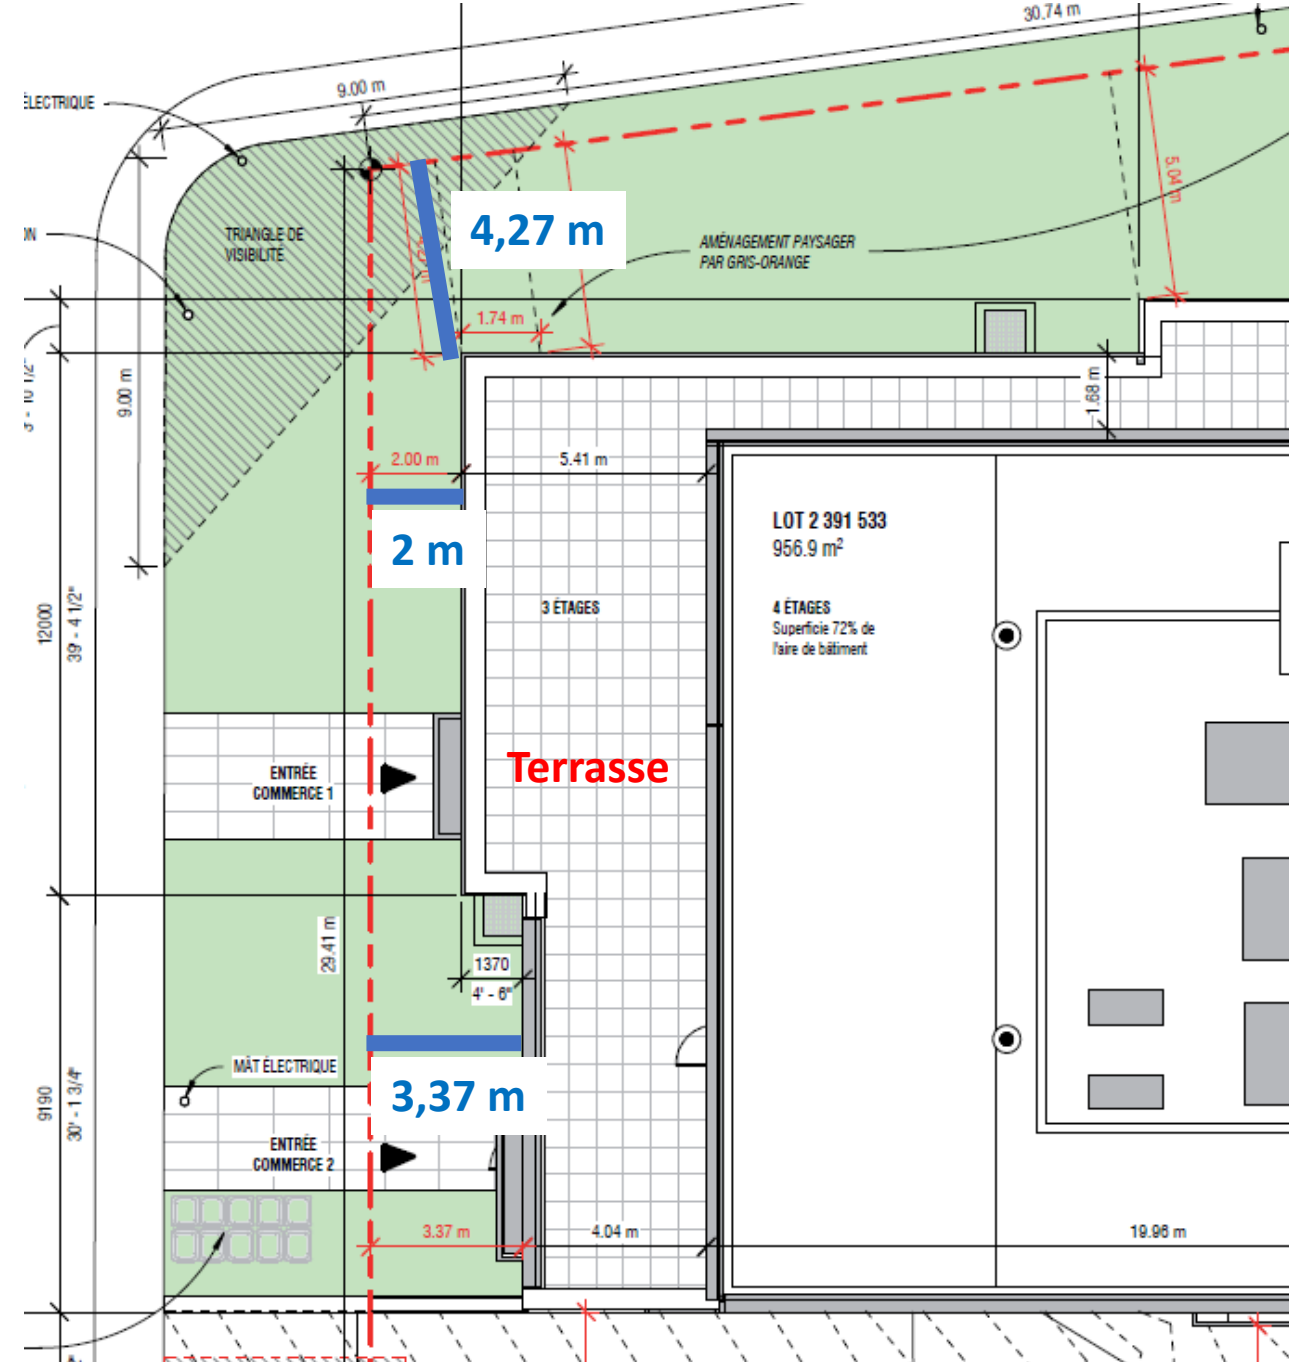 30.74 m
9.00 m
ÉLECTRIQUE
TRIANGLE DE
VISIBILITÉ
4,27 m
5.04 m
AMÉNAGEMENT PAYSAGER
PAR GRIS-ORANGE
1.74 m
9.00 m
1.68 m
2.00 m
5.41 m
2 m
LOT 2 391 533
956.9 m²
3 ÉTAGES
4 ÉTAGES
Superficie 72% de
l'aire de bâtiment
12000
39' - 4 1/2"
Terrasse
ENTRÉE
COMMERCE 1
29.41 m
1370
4' - 6"
MÂT ÉLECTRIQUE
3,37 m
9190
30' - 1 3/4"
ENTRÉE
COMMERCE 2
3.37 m
4.04 m
19.96 m